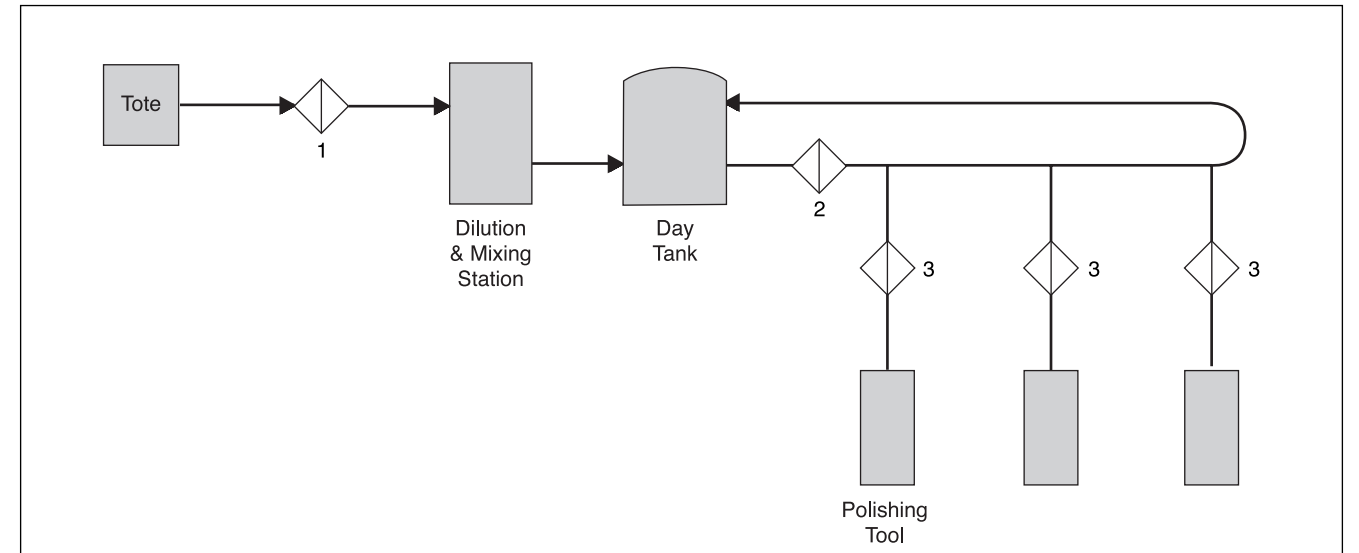 Tote
1
Dilution
& Mixing
Station
Day
Tank
2
3
3
3
Polishing
Tool